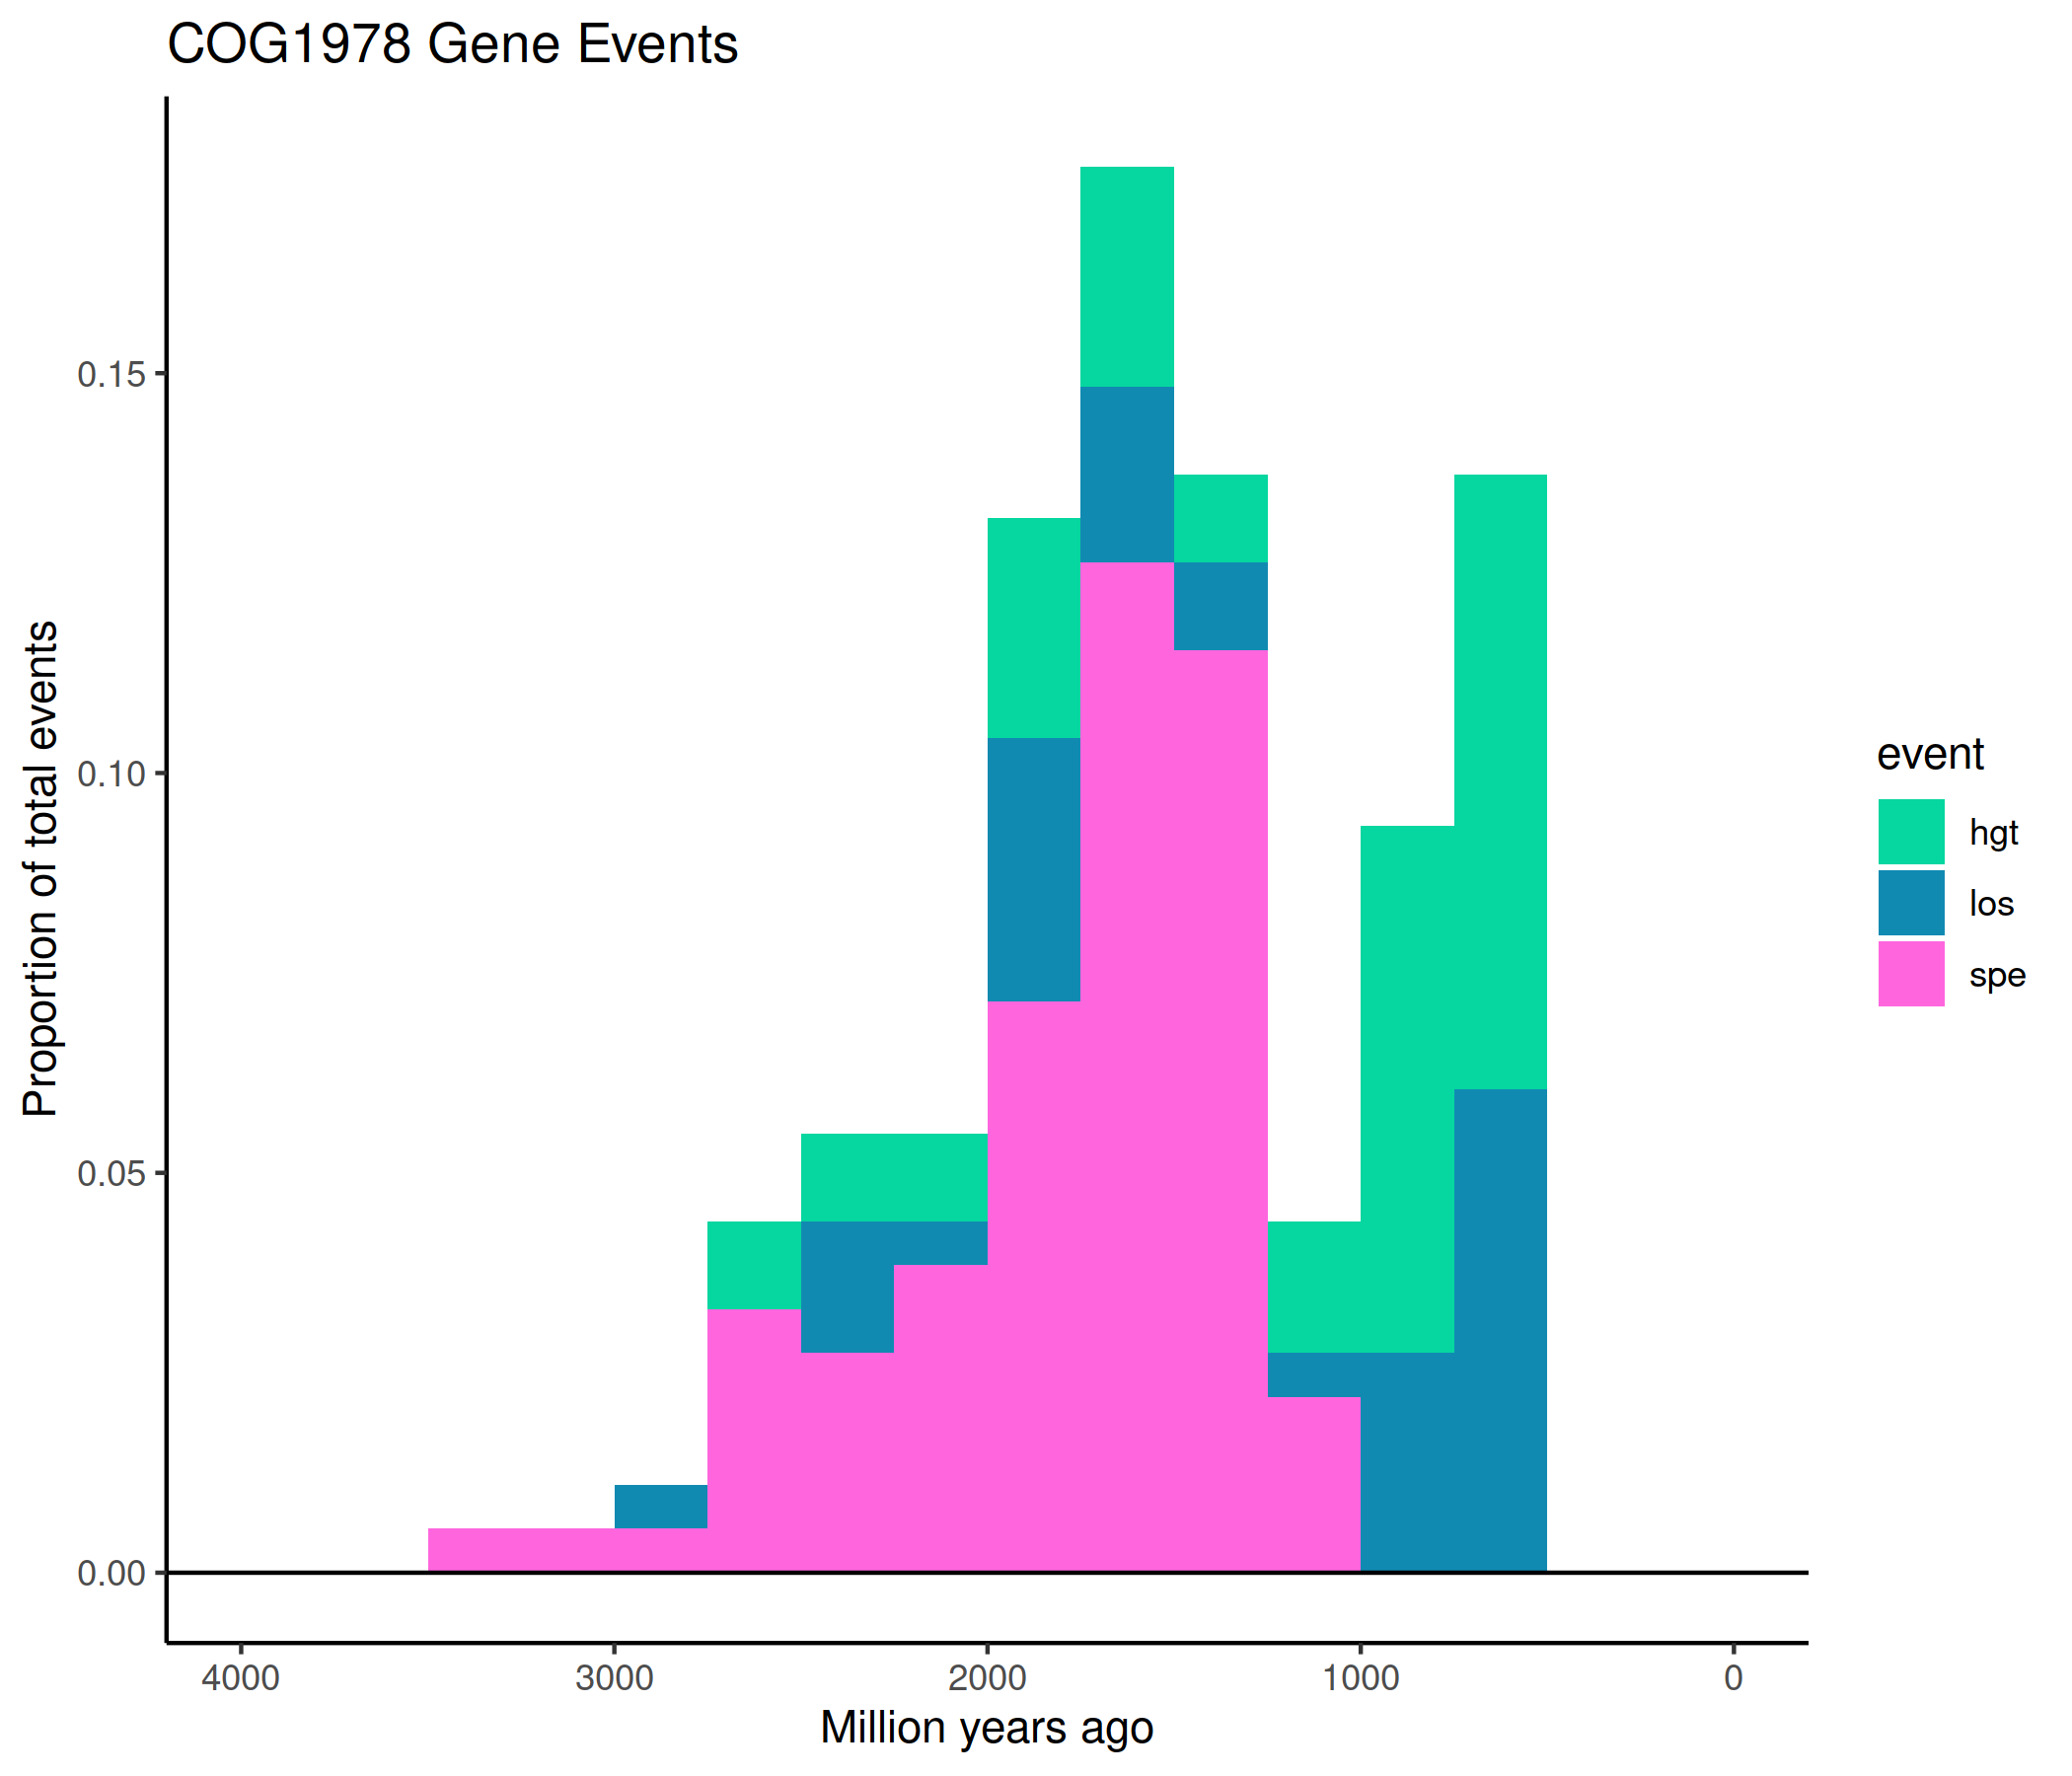 COG1978 Gene Events
Proportion of total events
0.15
0.10
0.05
0.00
4000 3000 2000 1000 0
Million years ago
event
hgt
los
spe